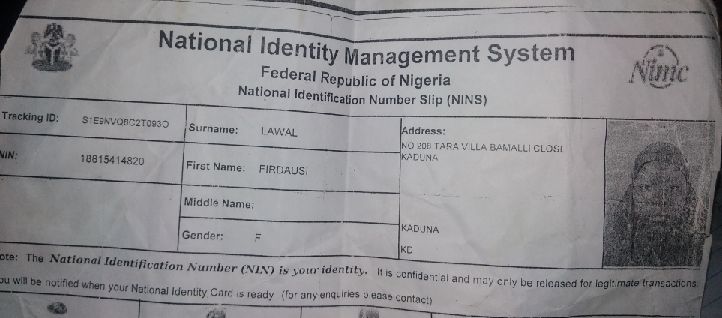 National Identity Management System
Federal Republic of Nigeria
National Identification Number Slip (NINS)
Nimc
Tracking ID:
Surname: LAWAL
Address:
NO TARA VILLA BAMALLI
KADUNA
NIN: 18815414820
First Name: FIRDAUSI
Middle Name:
Gender: F
KADUNA
KD
ote: The National Identification Number (NIN) is your identity. It is confidential and may only be released for legitimate transactions.
ou will be notified when your National Identity Card is ready (for any enquiries please contact)